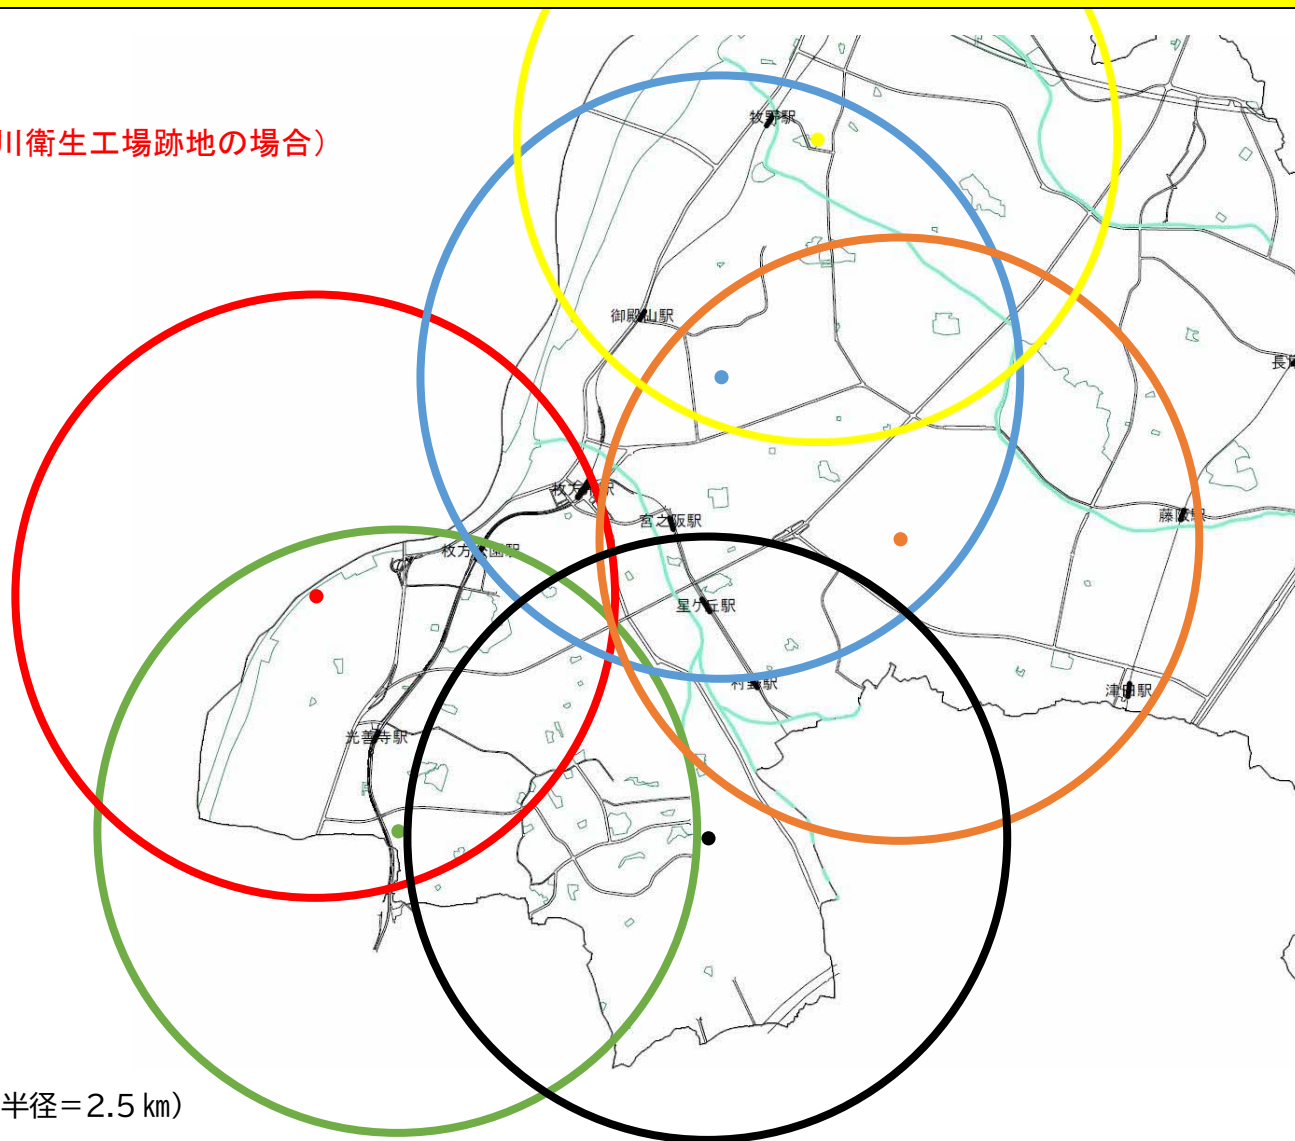 川衛生工場跡地の場合）
牧野駅
御殿山駅
長
枚方市駅
宮之阪駅
藤阪駅
枚方公園駅
星ケ丘駅
村野駅
津田駅
光善寺駅
半径＝2.5㎞）